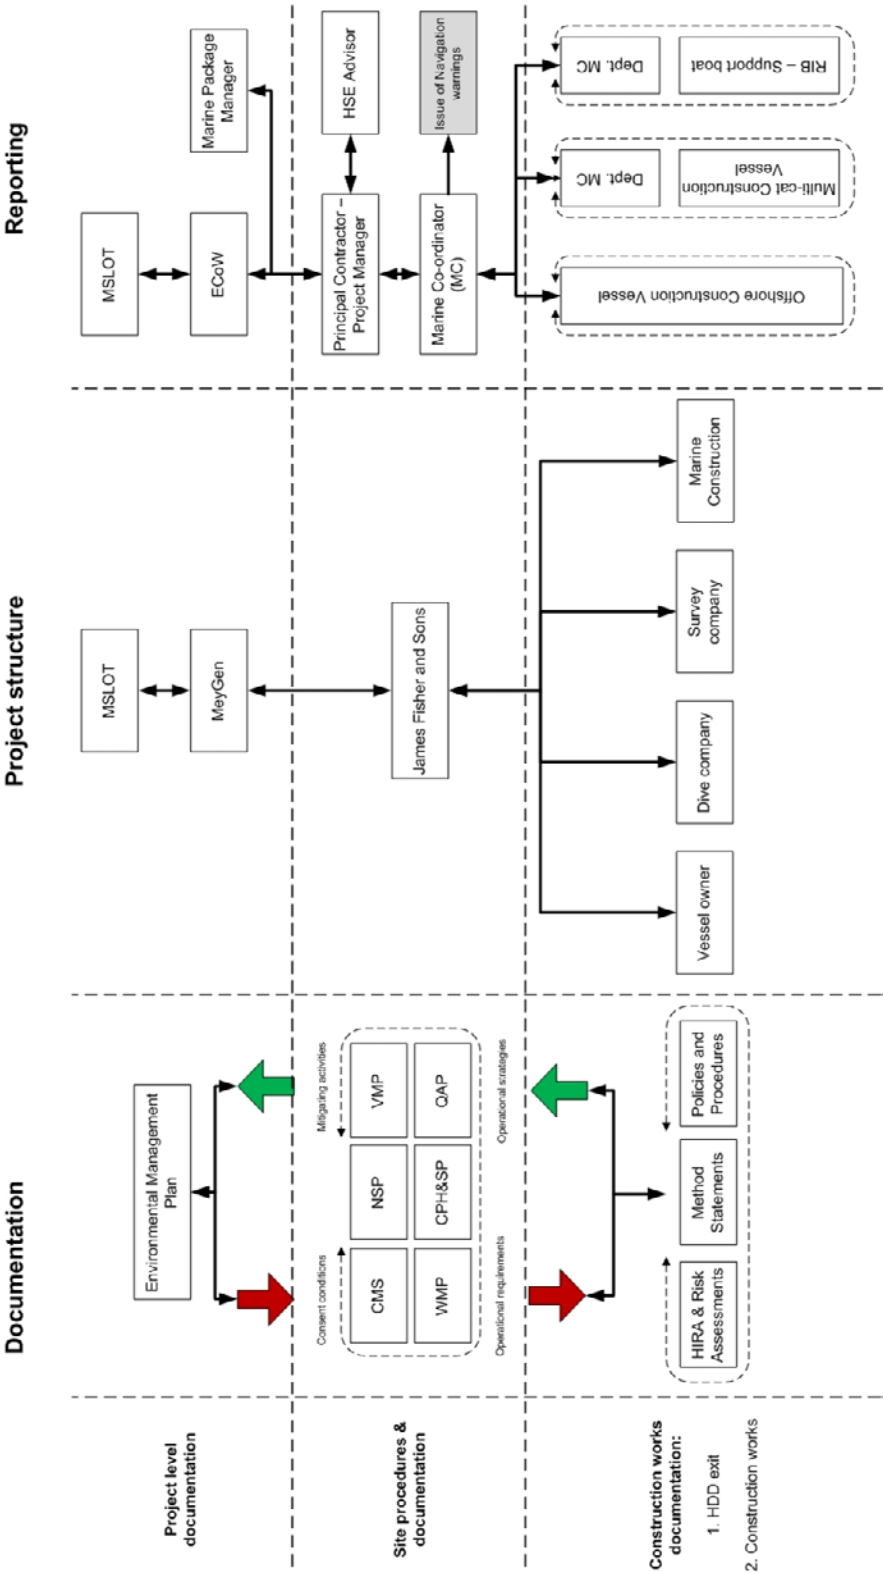 Documentation
Project structure
Reporting
Project level
documentation
Environmental Management
Plan
MSLOT
MeyGen
MSLOT
ECoW
Marine Package
Manager
Site procedures &
documentation
Consent conditions
Mitigating activities
CMS
NSP
VMP
WMP
CPH&SP
QAP
Operational requirements
Operational strategies
James Fisher and Sons
Principal Contractor –
Project Manager
HSE Advisor
Marine Co-ordinator
(MC)
Issue of Navigation
warnings
Construction works
documentation:
1. HDD exit
2. Construction works
HIRA & Risk
Assessments
Method
Statements
Policies and
Procedures
Vessel owner
Dive company
Survey
company
Marine
Construction
Offshore Construction Vessel
Dept. MC
Multi-cat Construction
Vessel
Dept. MC
RIB – Support boat